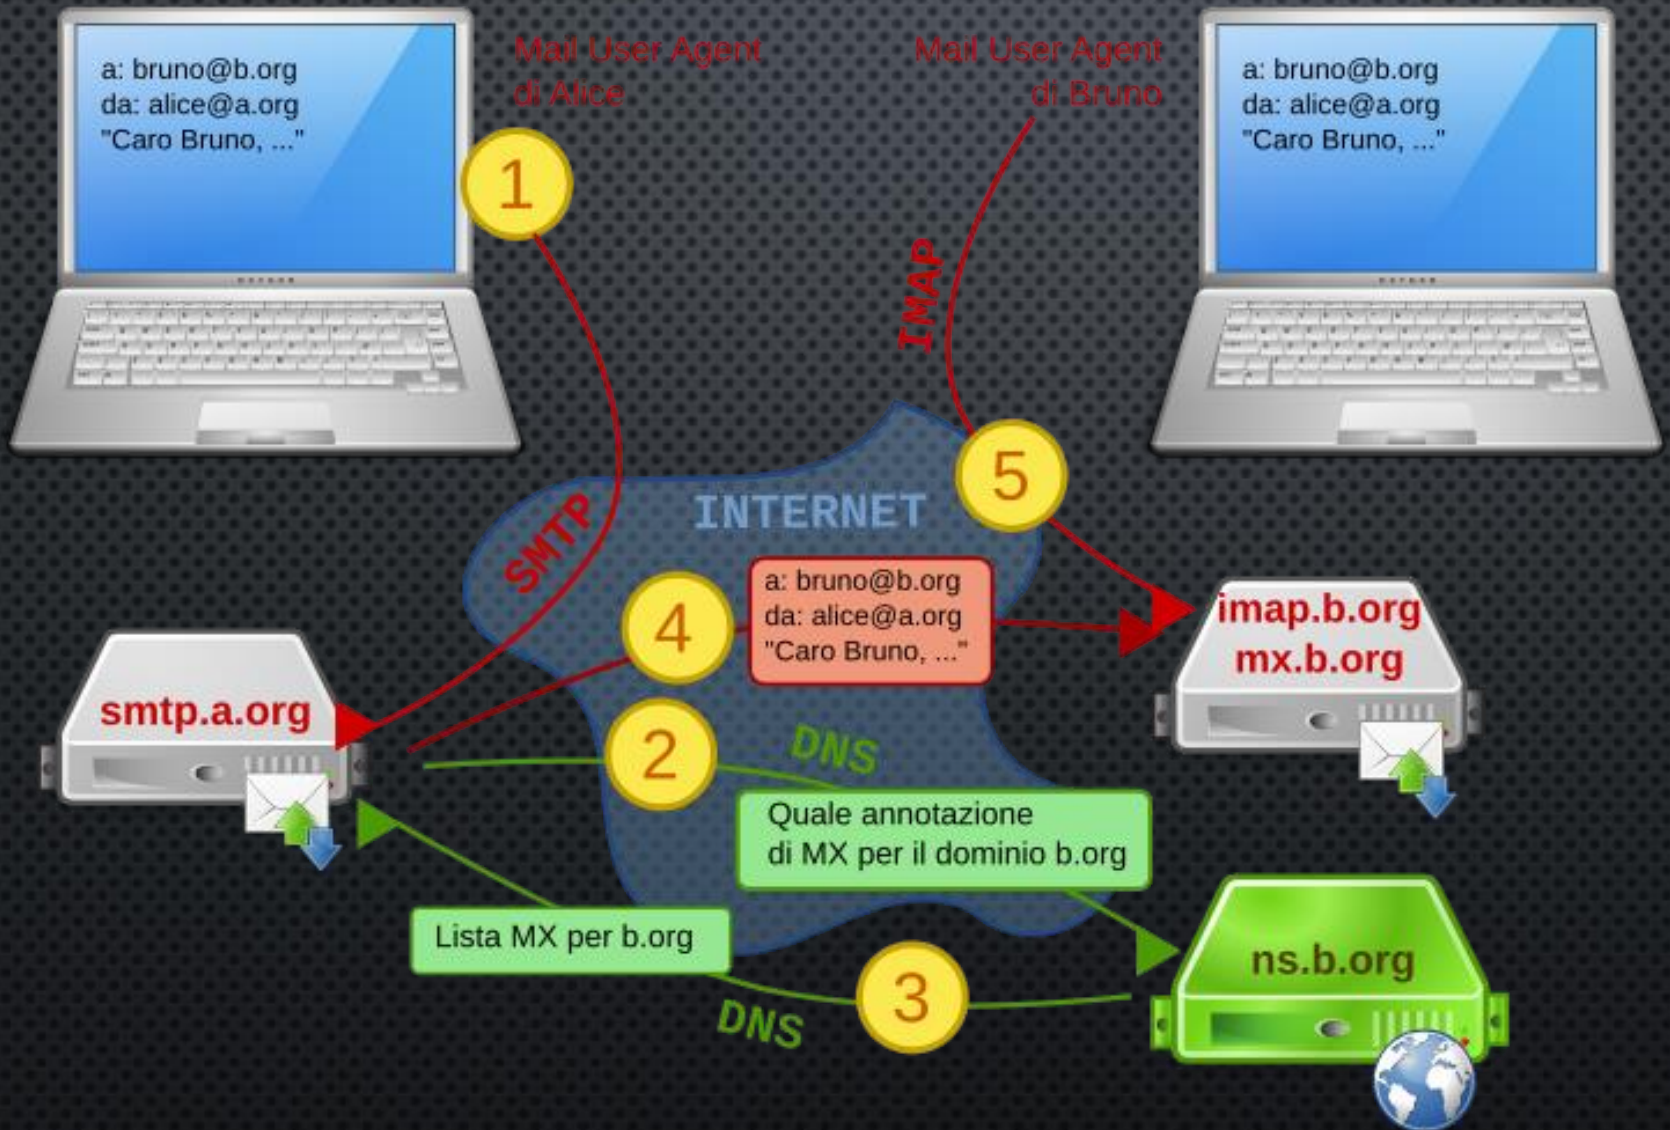 a: bruno@b.org
da: alice@a.org
"Caro Bruno, ..."
Mail User Agent
di Alice
Mail User Agent
di Bruno
a: bruno@b.org
da: alice@a.org
"Caro Bruno, ..."
1
IMAP
5
INTERNET
SMTP
4
a: bruno@b.org
da: alice@a.org
"Caro Bruno, ..."
imap.b.org
mx.b.org
smtp.a.org
2
DNS
Quale annotazione
di MX per il dominio b.org
Lista MX per b.org
3
DNS
ns.b.org